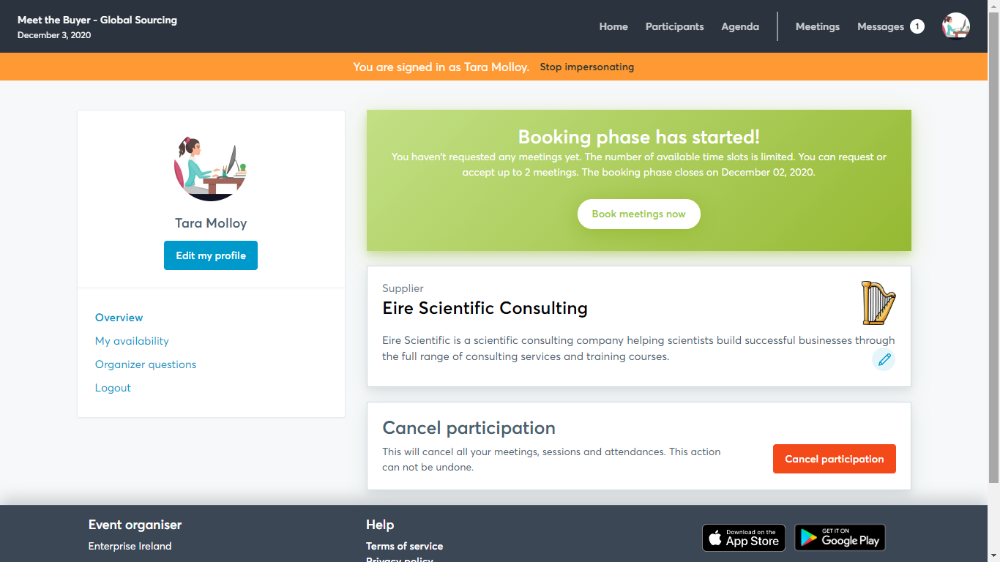 Meet the Buyer - Global Sourcing
December 3, 2020
Home Participants Agenda Meetings Messages 1
You are signed in as Tara Molloy. Stop impersonating
Tara Molloy
Edit my profile
Overview
My availability
Organizer questions
Logout
Booking phase has started!
You haven't requested any meetings yet. The number of available time slots is limited. You can request or
accept up to 2 meetings. The booking phase closes on December 02, 2020.
Book meetings now
Supplier
Eire Scientific Consulting
Eire Scientific is a scientific consulting company helping scientists build successful businesses through
the full range of consulting services and training courses.
Cancel participation
This will cancel all your meetings, sessions and attendances. This action
can not be undone.
Cancel participation
Event organiser
Enterprise Ireland
Help
Terms of service
Privacy policy
Download on the
App Store
GET IT ON
Google Play